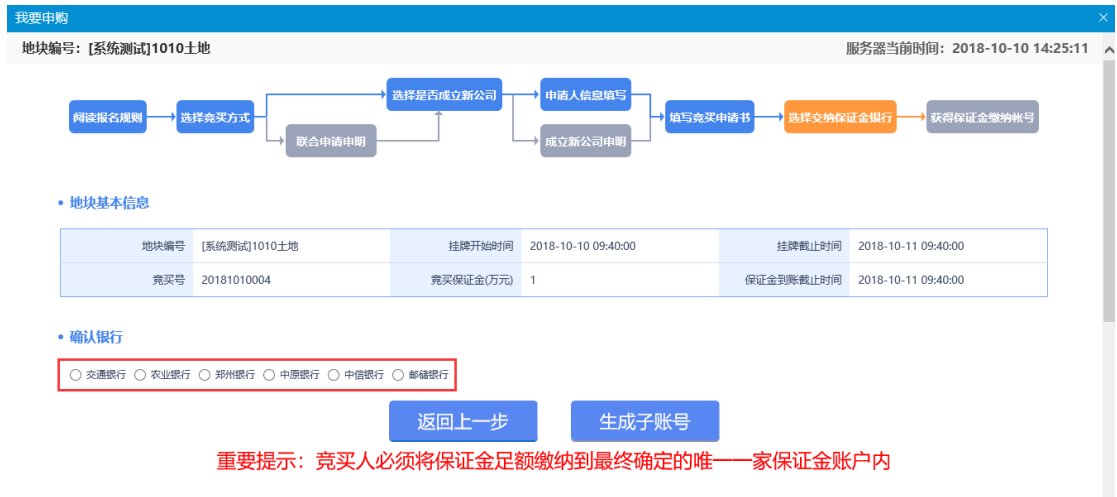 我要申购
地块编号：[系统测试]1010土地 服务器当前时间：2018-10-10 14:25:11
选择是否成立新公司 申请人信息填写
阅读报名规则 选择竞买方式 填写竞买申请书 选择交纳保证金银行 获得保证金缴纳帐号
联合申请申明 成立新公司申明
地块基本信息
地块编号 [系统测试]1010土地 挂牌开始时间 2018-10-10 09:40:00 挂牌截止时间 2018-10-11 09:40:00
竞买号 20181010004 竞买保证金(万元) 1 保证金到账截止时间 2018-10-11 09:40:00
确认银行
交通银行 农业银行 郑州银行 中原银行 中信银行 邮储银行
返回上一步 生成子账号
重要提示：竞买人必须将保证金足额缴纳到最终确定的唯一一家保证金账户内